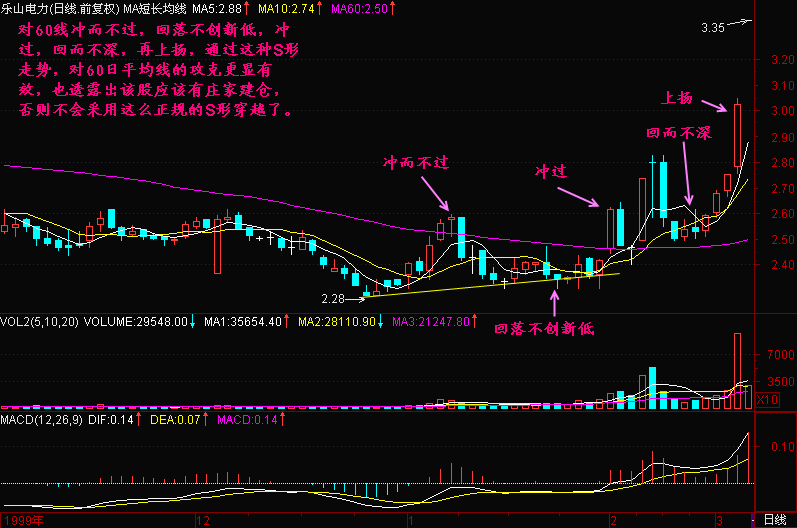 乐山电力(日线.前复权) MA短长均线 MA5:2.88↑ MA10:2.74↑ MA60:2.50↑
对60线冲而不过，回落不创新低，冲
过，回而不深，再上扬，通过这种S形
走势，对60日平均线的攻克更显有
效，也透露出该股应该有庄家建仓，
否则不会采用这么正规的S形穿越了。
3.35
3.20
3.10
上扬
3.00
回而不深
2.90
冲而不过
冲过
2.80
2.70
2.60
2.50
2.40
2.28
回落不创新低
VOL2(5,10,20) VOLUME:29548.00↓ MA1:35654.40↑ MA2:28110.90↓ MA3:21247.80↑
7000
3500
X10
MACD(12,26,9) DIF:0.14↑ DEA:0.07↑ MACD:0.14↑
0.10
1999年 12 1 2 3 日线